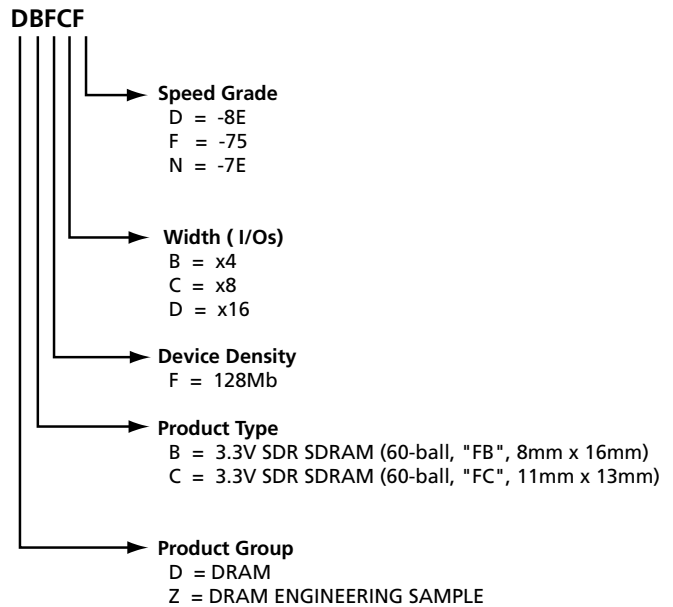 DBFCF
Speed Grade
D = -8E
F = -75
N = -7E
Width ( I/Os)
B = x4
C = x8
D = x16
Device Density
F = 128Mb
Product Type
B = 3.3V SDR SDRAM (60-ball, "FB", 8mm x 16mm)
C = 3.3V SDR SDRAM (60-ball, "FC", 11mm x 13mm)
Product Group
D = DRAM
Z = DRAM ENGINEERING SAMPLE